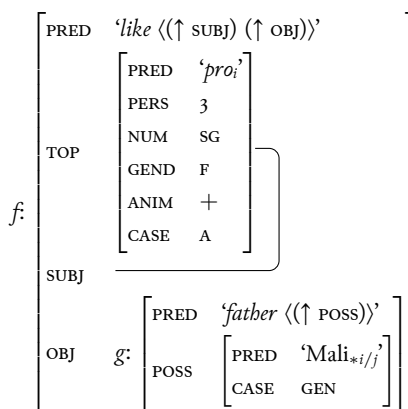 PRED ‘like ⟨(↑ SUBJ) (↑ OBJ)⟩’
PRED ‘proᵢ’
PERS 3
NUM SG
TOP
GEND F
ANIM +
CASE A
f:
SUBJ
PRED ‘father ⟨(↑ POSS)⟩’
OBJ g:
PRED ‘Mali∗i/j’
POSS
CASE GEN